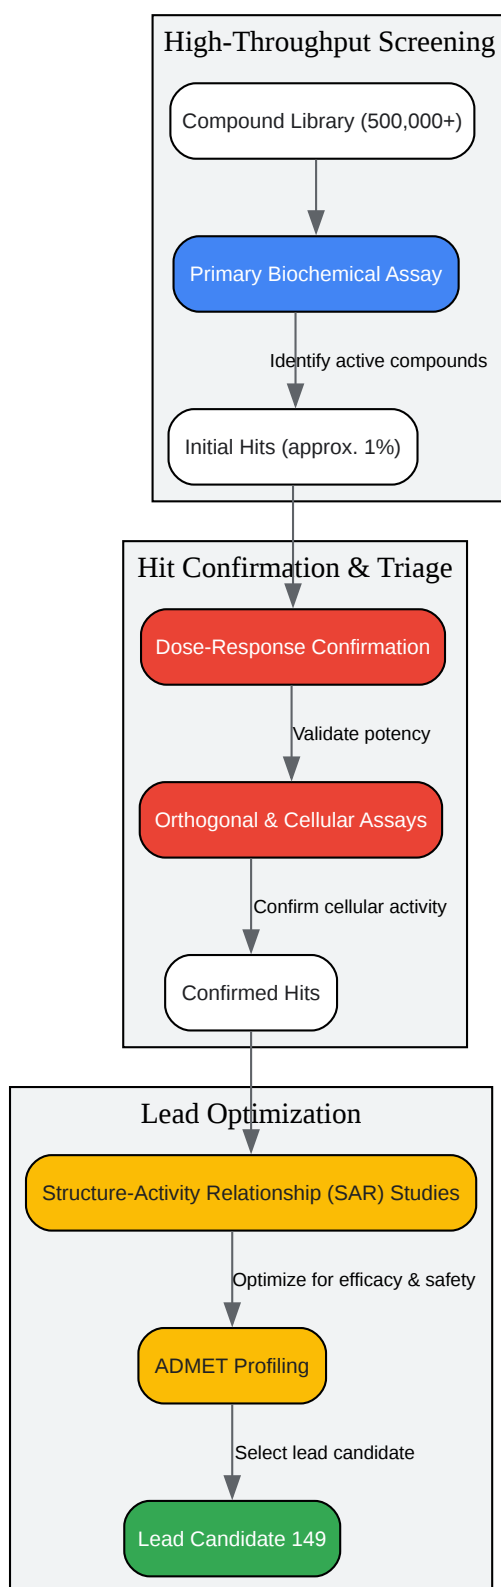 High-Throughput Screening
Compound Library (500,000+)
Primary Biochemical Assay
Identify active compounds
Initial Hits (approx. 1%)
Hit Confirmation & Triage
Dose-Response Confirmation
Validate potency
Orthogonal & Cellular Assays
Confirm cellular activity
Confirmed Hits
Lead Optimization
Structure-Activity Relationship (SAR) Studies
Optimize for efficacy & safety
ADMET Profiling
Select lead candidate
Lead Candidate 149